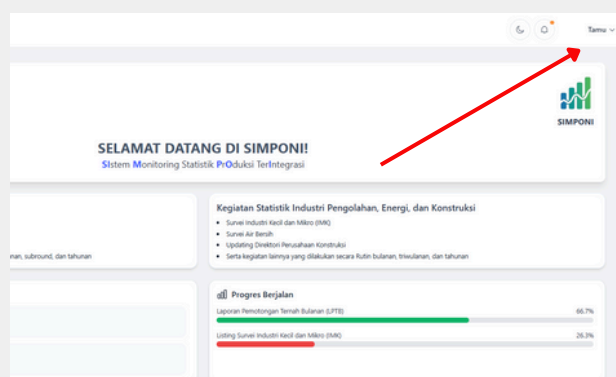 Tamu
SIMPONI
SELAMAT DATANG DI SIMPONI!
SIstem Monitoring Statistik PrOduksi TerIntegrasi
nan, subround, dan tahunan
Kegiatan Statistik Industri Pengolahan, Energi, dan Konstruksi
Survei Industri Kecil dan Mikro (IMK)
Survei Air Bersih
Updating Direktori Perusahaan Konstruksi
Serta kegiatan lainnya yang dilakukan secara Rutin bulanan, triwulanan, dan tahunan
Progres Berjalan
Laporan Pemotongan Ternah Bulanan (LPTB) 66.7%
Listing Survei Industri Kecil dan Mikro (IMK) 26.3%